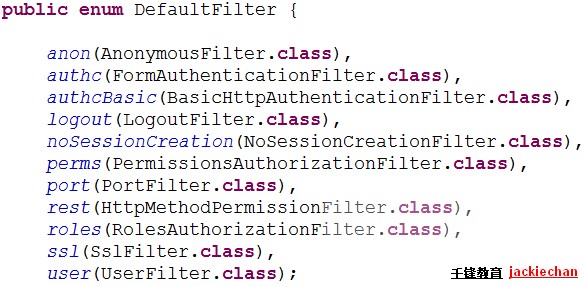 public enum DefaultFilter {
anon(AnonymousFilter.class),
authc(FormAuthenticationFilter.class),
authcBasic(BasicHttpAuthenticationFilter.class),
logout(LogoutFilter.class),
noSessionCreation(NoSessionCreationFilter.class),
perms(PermissionsAuthorizationFilter.class),
port(PortFilter.class),
rest(HttpMethodPermissionFilter.class),
roles(RolesAuthorizationFilter.class),
ssl(SslFilter.class),
user(UserFilter.class);
千锋教育 jackiechan